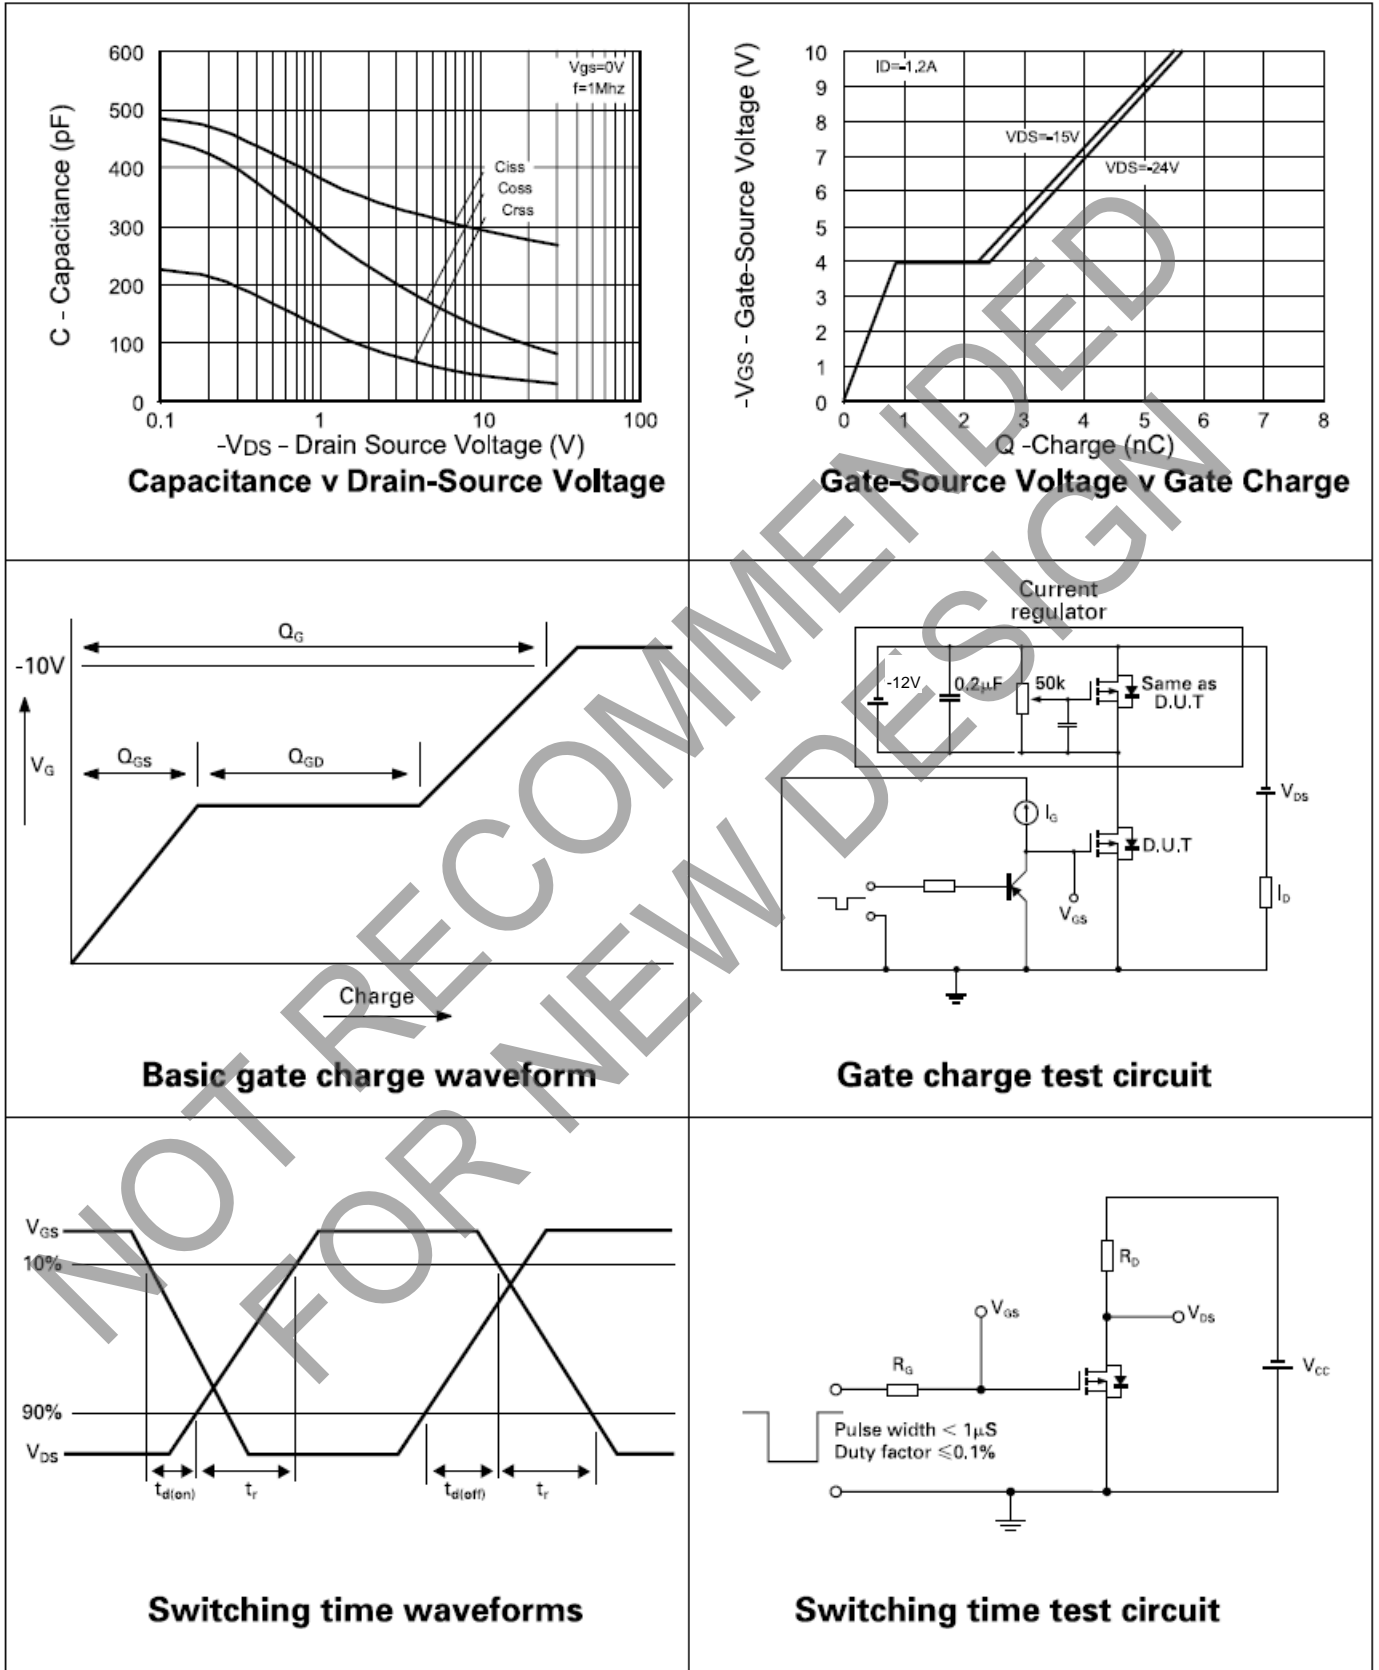 600
500
400
300
200
100
0
0.1
1
10
100
C - Capacitance (pF)
Vgs=0V
f=1Mhz
Ciss
Coss
Crss
-VDS - Drain Source Voltage (V)
Capacitance v Drain-Source Voltage
10
9
8
7
6
5
4
3
2
1
0
0
1
2
3
4
5
6
7
8
-VGS - Gate-Source Voltage (V)
ID=-1.2A
VDS=-15V
VDS=-24V
Q -Charge (nC)
Gate-Source Voltage v Gate Charge
QG
-10V
VG
QGS
QGD
Charge
Basic gate charge waveform
Current
regulator
-12V
0.2μF
50k
Same as
D.U.T
VDS
IG
D.U.T
VGS
ID
Gate charge test circuit
VGS
10%
90%
VDS
td(on)
tr
td(off)
tr
Switching time waveforms
RD
VGS
VDS
RG
VCC
Pulse width < 1μS
Duty factor ≤0.1%
Switching time test circuit
NOT RECOMMENDED
FOR NEW DESIGN